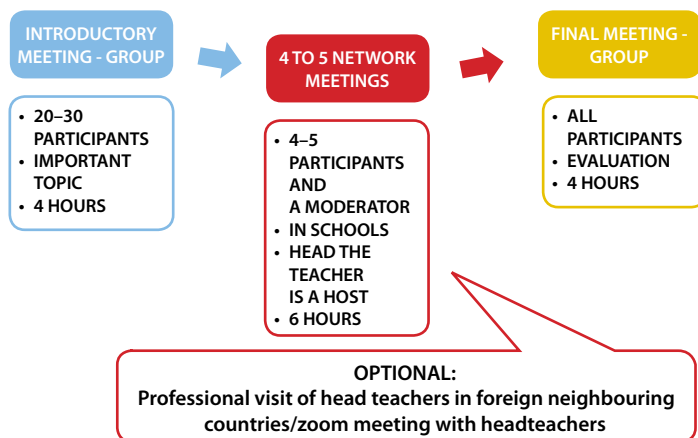 INTRODUCTORY
MEETING - GROUP
• 20–30
PARTICIPANTS
• IMPORTANT
TOPIC
• 4 HOURS
4 TO 5 NETWORK
MEETINGS
• 4–5
PARTICIPANTS
AND
A MODERATOR
• IN SCHOOLS
• HEAD THE
TEACHER
IS A HOST
• 6 HOURS
FINAL MEETING -
GROUP
• ALL
PARTICIPANTS
• EVALUATION
• 4 HOURS
OPTIONAL:
Professional visit of head teachers in foreign neighbouring
countries/zoom meeting with headteachers